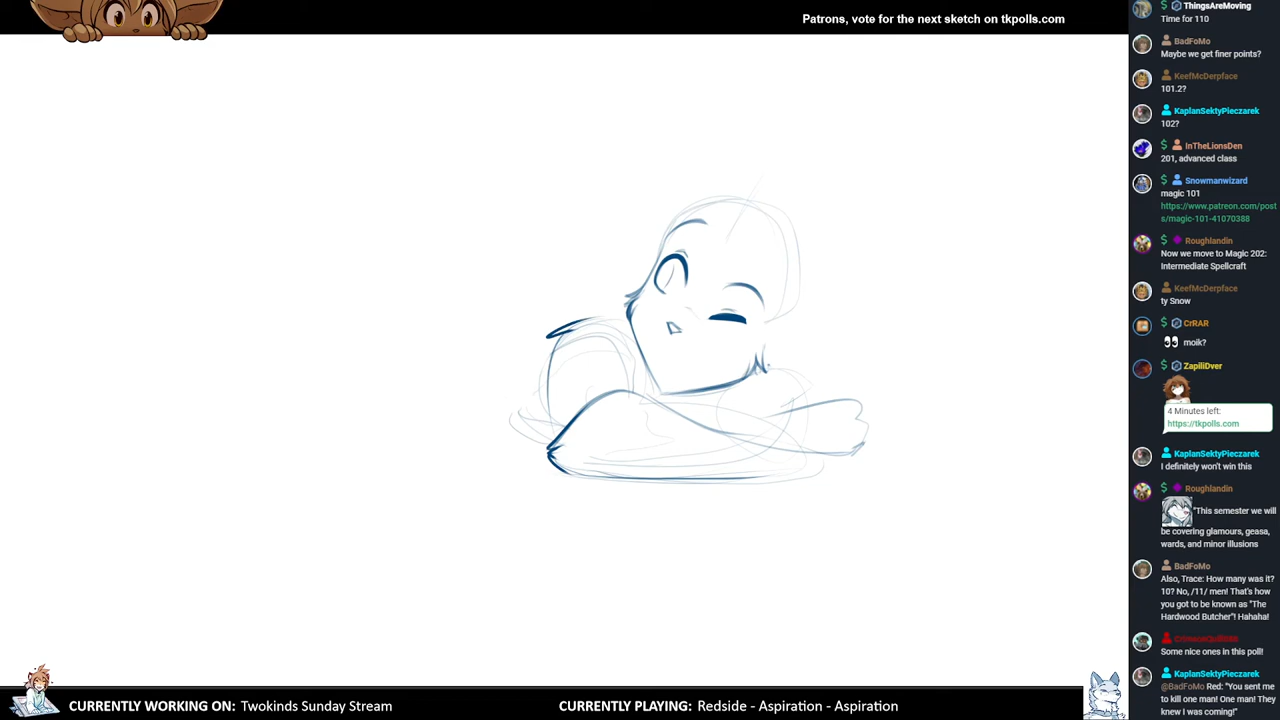 Patrons, vote for the next sketch on tkpolls.com
ThingsAreMoving
Time for 110
BadFoMo
Maybe we get finer points?
KeefMcDerpface
101.2?
KaplanSektyPieczarek
102?
InTheLionsDen
201, advanced class
Snowmanwizard
magic 101
https://www.patreon.com/post
s/magic-101-41070388
Roughlandin
Now we move to Magic 202:
Intermediate Spellcraft
KeefMcDerpface
ty Snow
CrRAR
moik?
ZapiliDver
4 Minutes left:
https://tkpolls.com
KaplanSektyPieczarek
I definitely won't win this
Roughlandin
"This semester we will
be covering glamours, geasa,
wards, and minor illusions
BadFoMo
Also, Trace: How many was it?
10? No, /11/ men! That's how
you got to be known as "The
Hardwood Butcher"! Hahaha!
Some nice ones in this poll!
KaplanSektyPieczarek
@BadFoMo Red: "You sent me
to kill one man! One man! They
knew I was coming!"
CURRENTLY WORKING ON: Twokinds Sunday Stream
CURRENTLY PLAYING: Redside - Aspiration - Aspiration